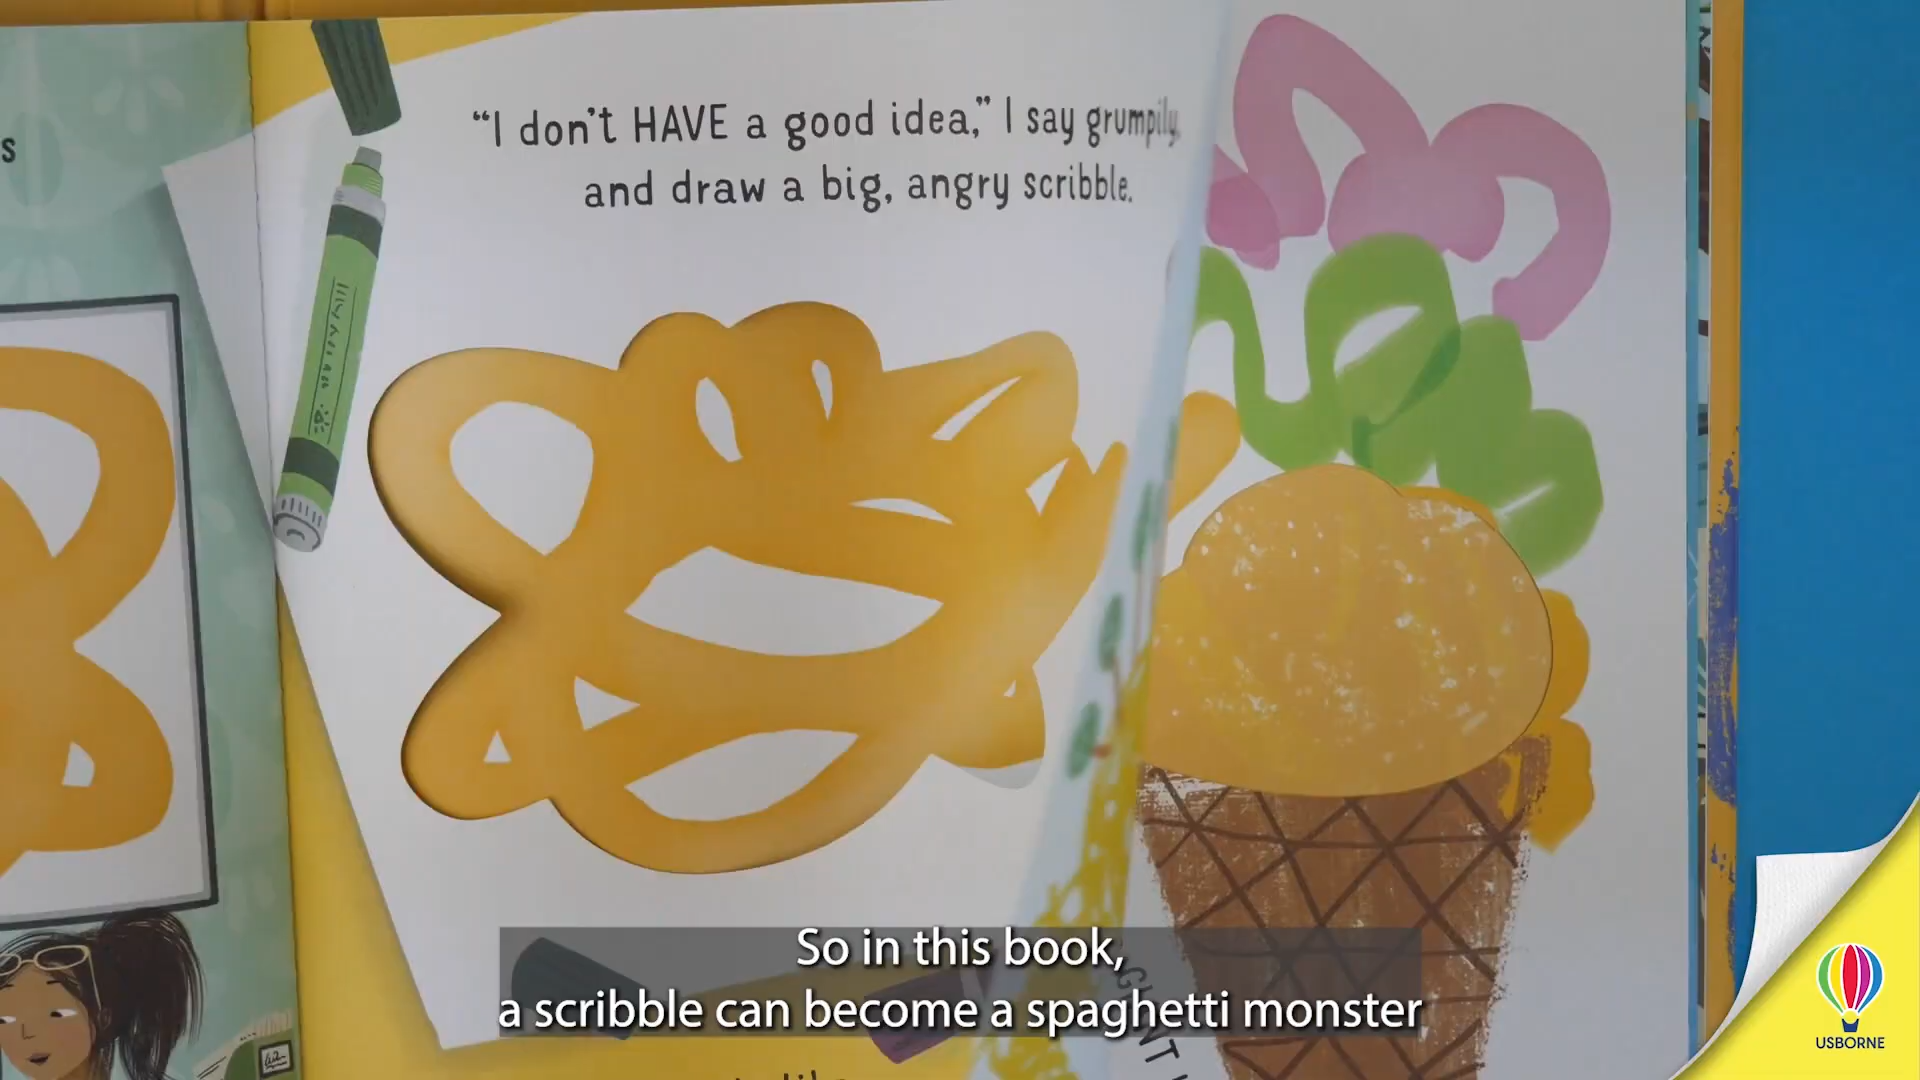 s
“I don’t HAVE a good idea,” I say grumpily,
and draw a big, angry scribble.
So in this book,
a scribble can become a spaghetti monster
USBORNE